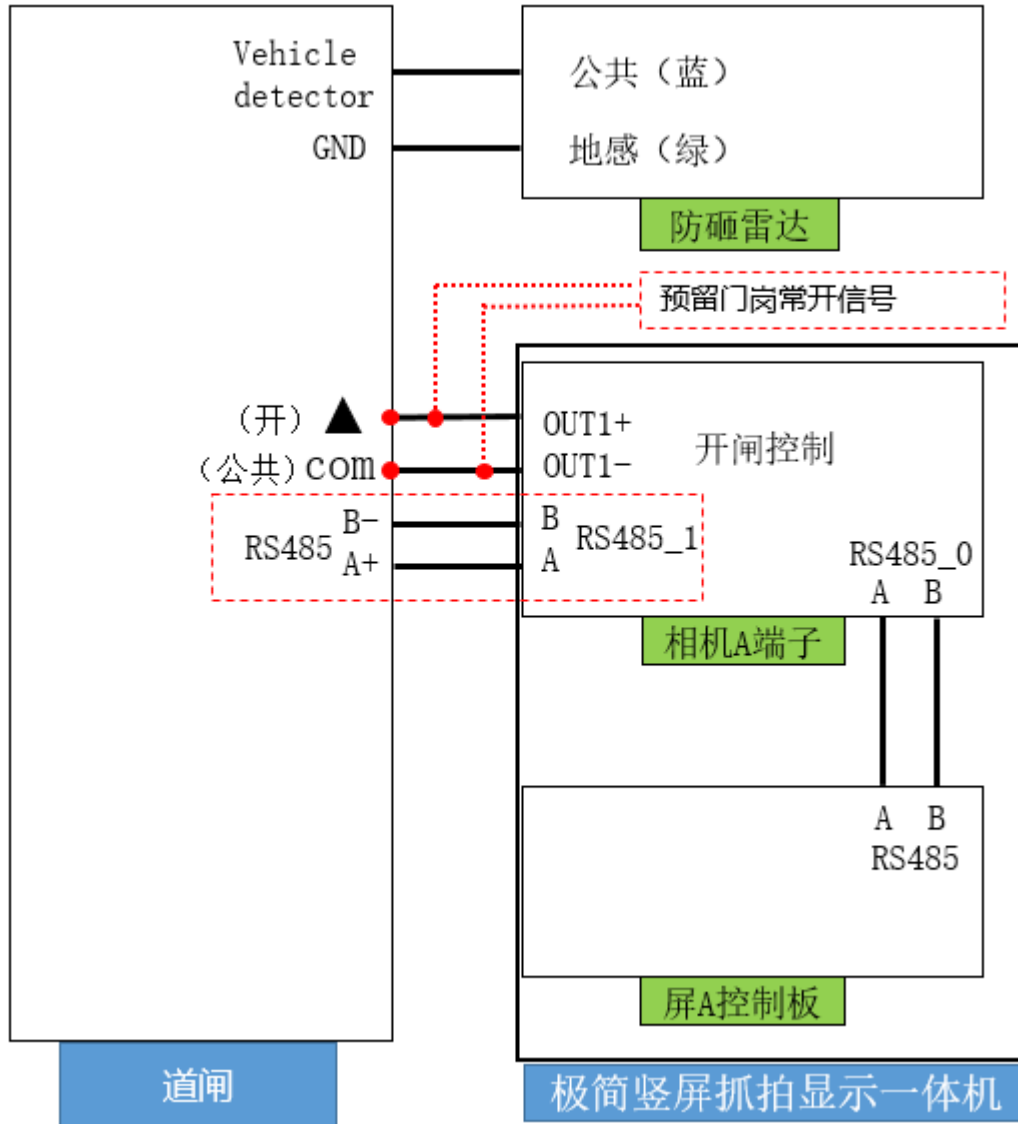 Vehicle
detector
GND
公共（蓝）
地感（绿）
防砸雷达
预留门岗常开信号
（开）▲
（公共）com
OUT1+
OUT1-
开闸控制
RS485
B-
A+
B
A
RS485_1
RS485_0
A B
相机A端子
A B
RS485
屏A控制板
道闸
极简竖屏抓拍显示一体机